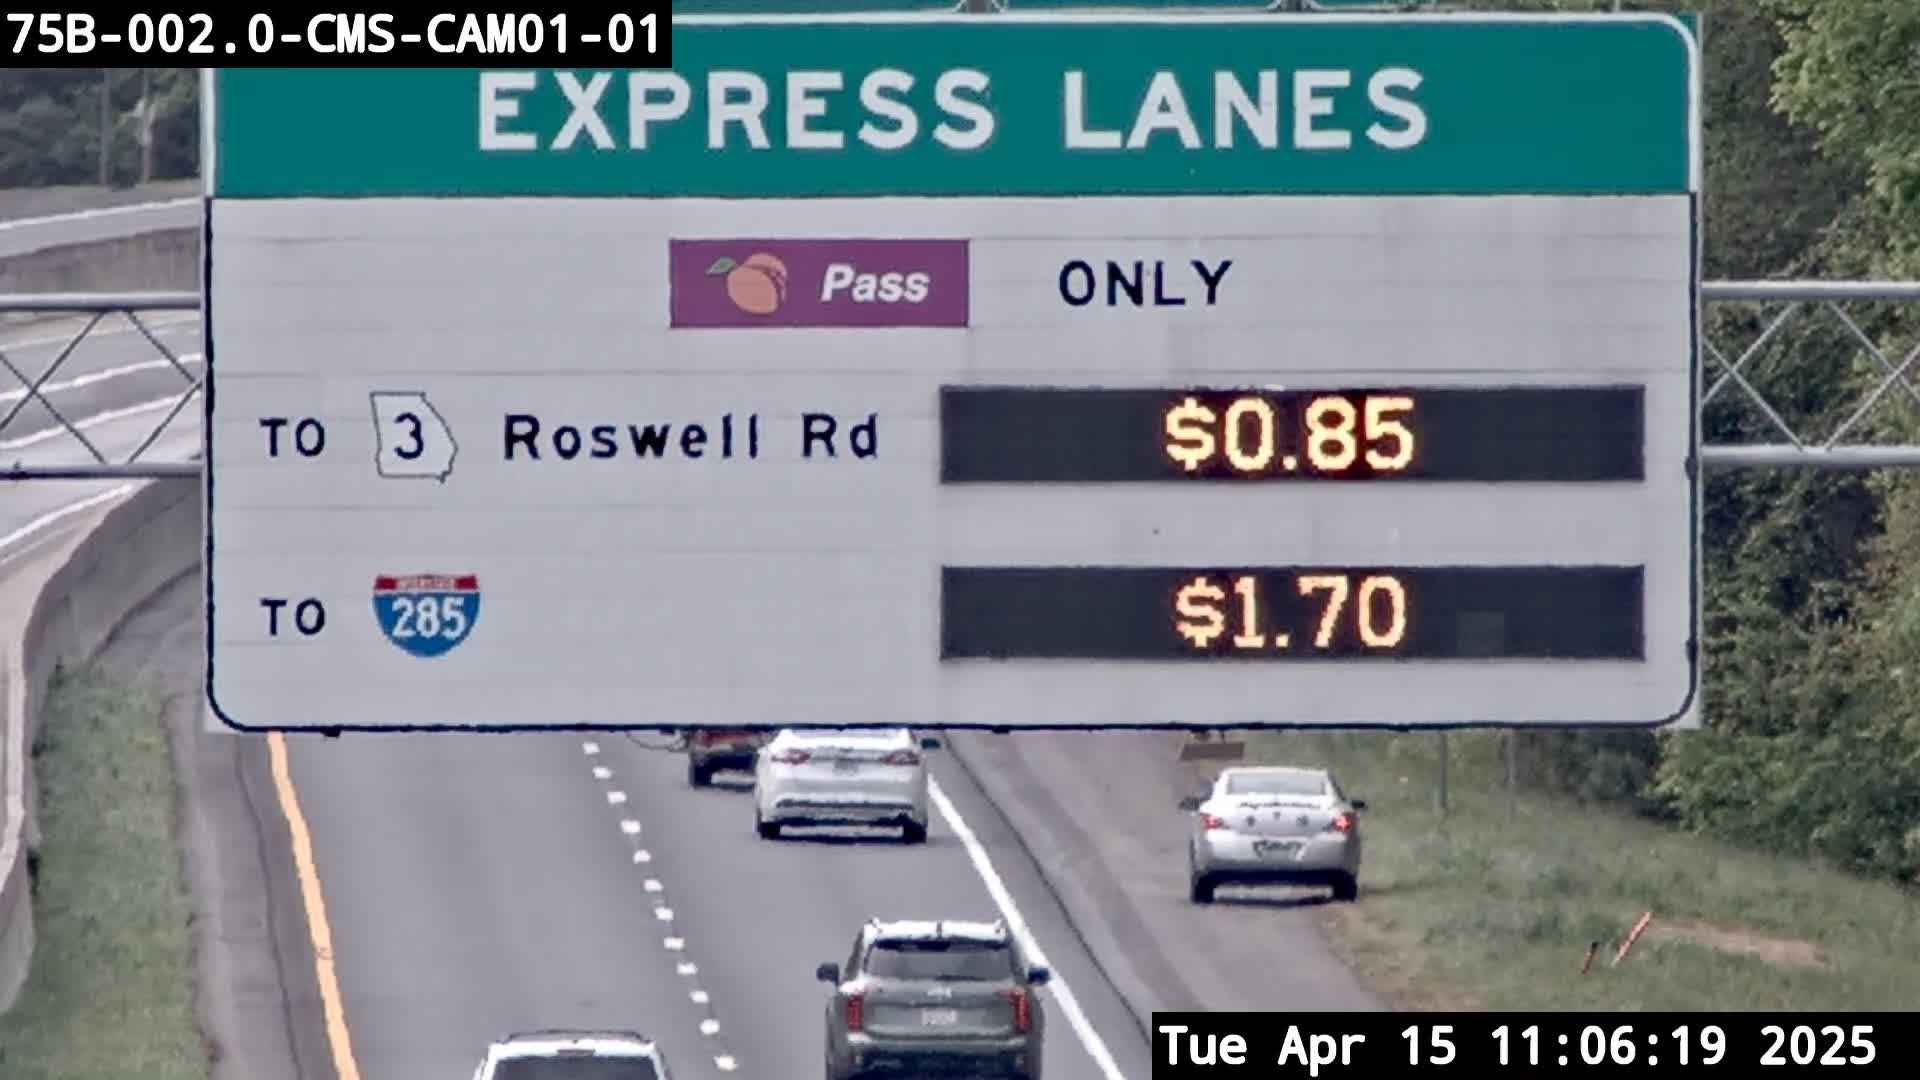 75B-002.0-CMS-CAM01-01
EXPRESS LANES
Pass ONLY
TO 3 Roswell Rd $0.85
TO 285 $1.70
Tue Apr 15 11:06:19 2025